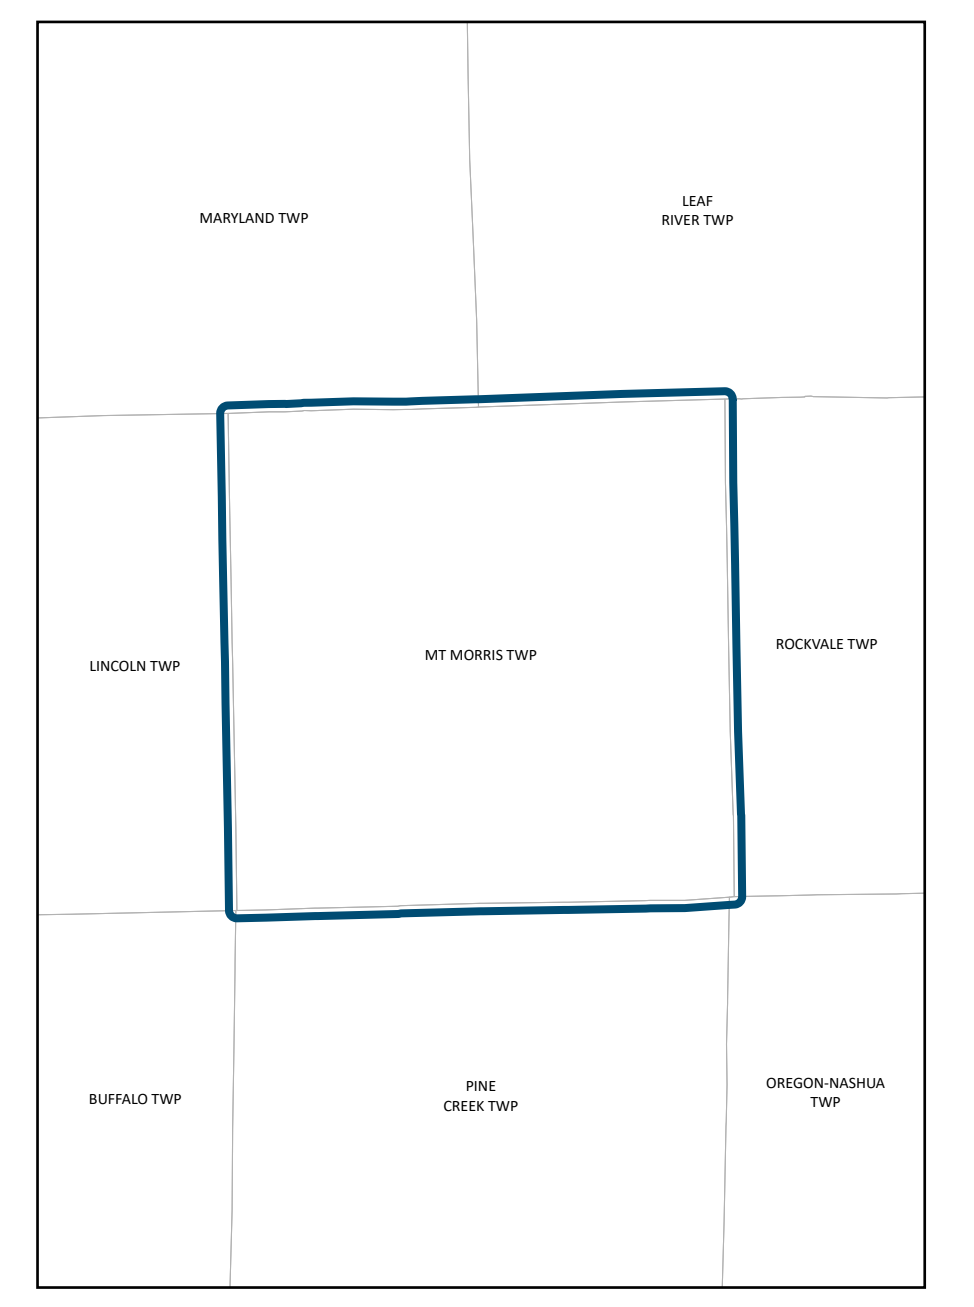 MARYLAND TWP
LEAF
RIVER TWP
LINCOLN TWP
MT MORRIS TWP
ROCKVALE TWP
BUFFALO TWP
PINE
CREEK TWP
OREGON-NASHUA
TWP